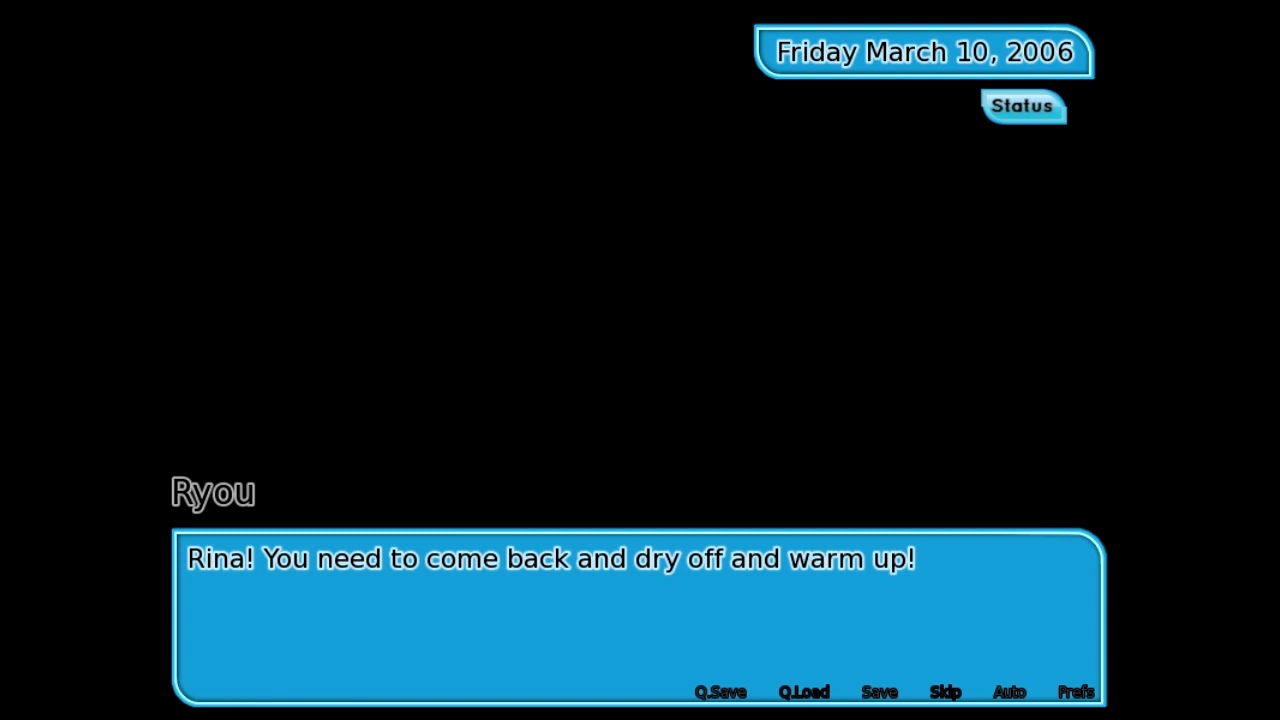 Friday March 10, 2006
Status
Ryou
Rina! You need to come back and dry off and warm up!
Q.Save Q.Load Save Skip Auto Prefs